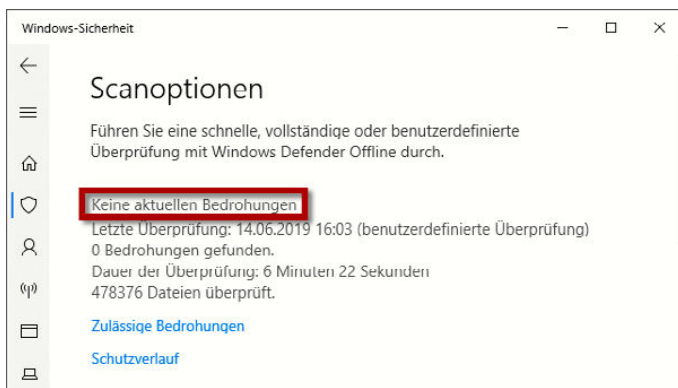 Windows-Sicherheit
Scanoptionen
Führen Sie eine schnelle, vollständige oder benutzerdefinierte
Überprüfung mit Windows Defender Offline durch.
Keine aktuellen Bedrohungen
Letzte Überprüfung: 14.06.2019 16:03 (benutzerdefinierte Überprüfung)
0 Bedrohungen gefunden.
Dauer der Überprüfung: 6 Minuten 22 Sekunden
478376 Dateien überprüft.
Zulässige Bedrohungen
Schutzverlauf